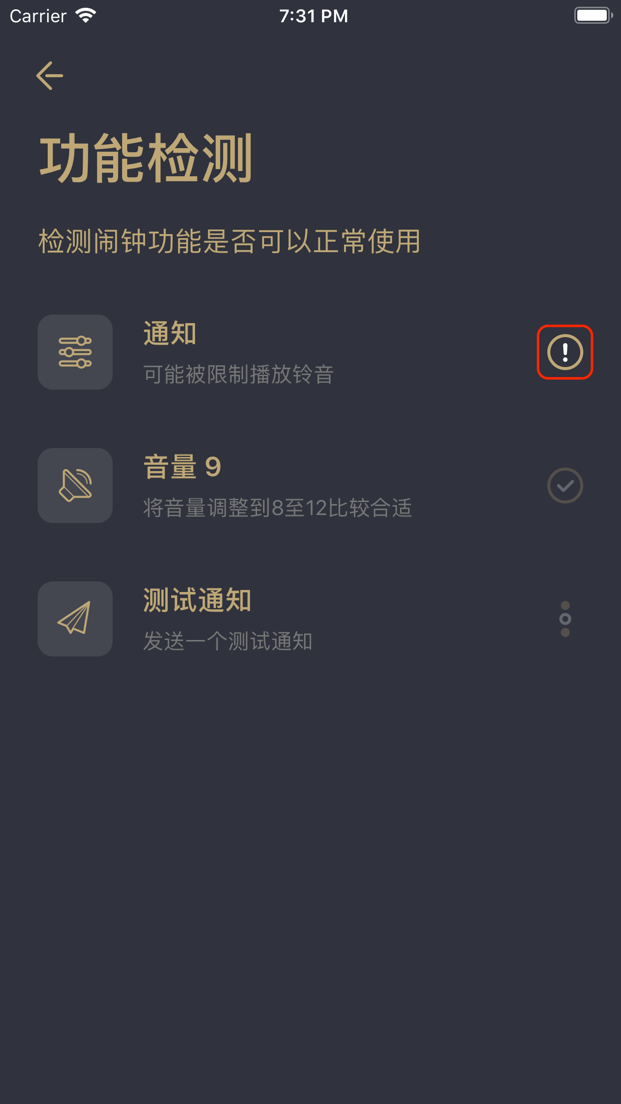 Carrier 7:31 PM
功能检测
检测闹钟功能是否可以正常使用
通知
可能被限制播放铃音
音量 9
将音量调整到8至12比较合适
测试通知
发送一个测试通知